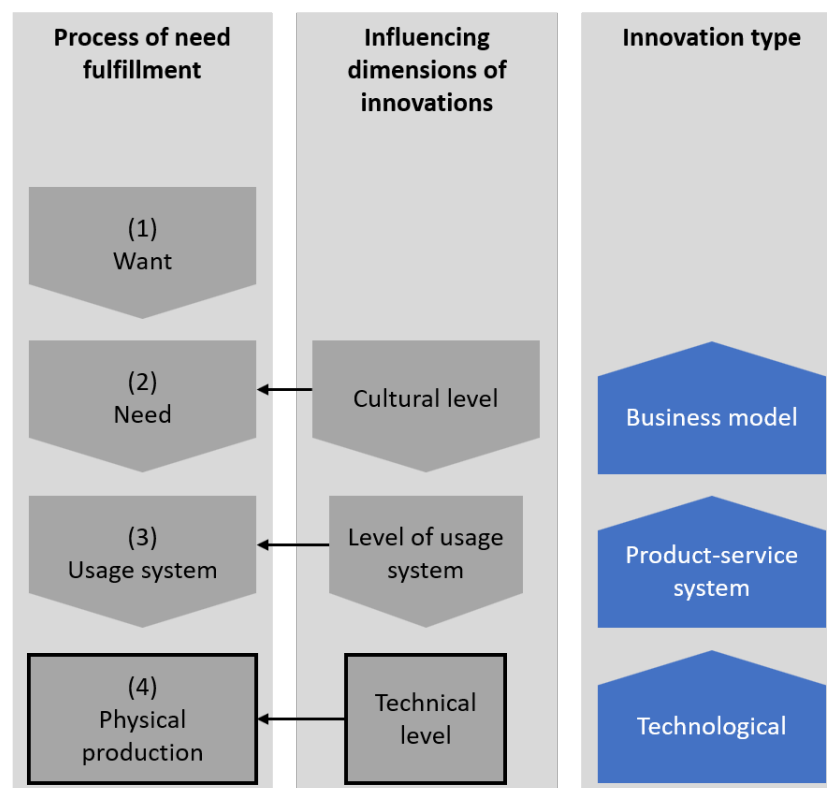 Process of need
fulfillment
Influencing
dimensions of
innovations
Innovation type
(1)
Want
(2)
Need
Cultural level
Business model
(3)
Usage system
Level of usage
system
Product-service
system
(4)
Physical
production
Technical
level
Technological